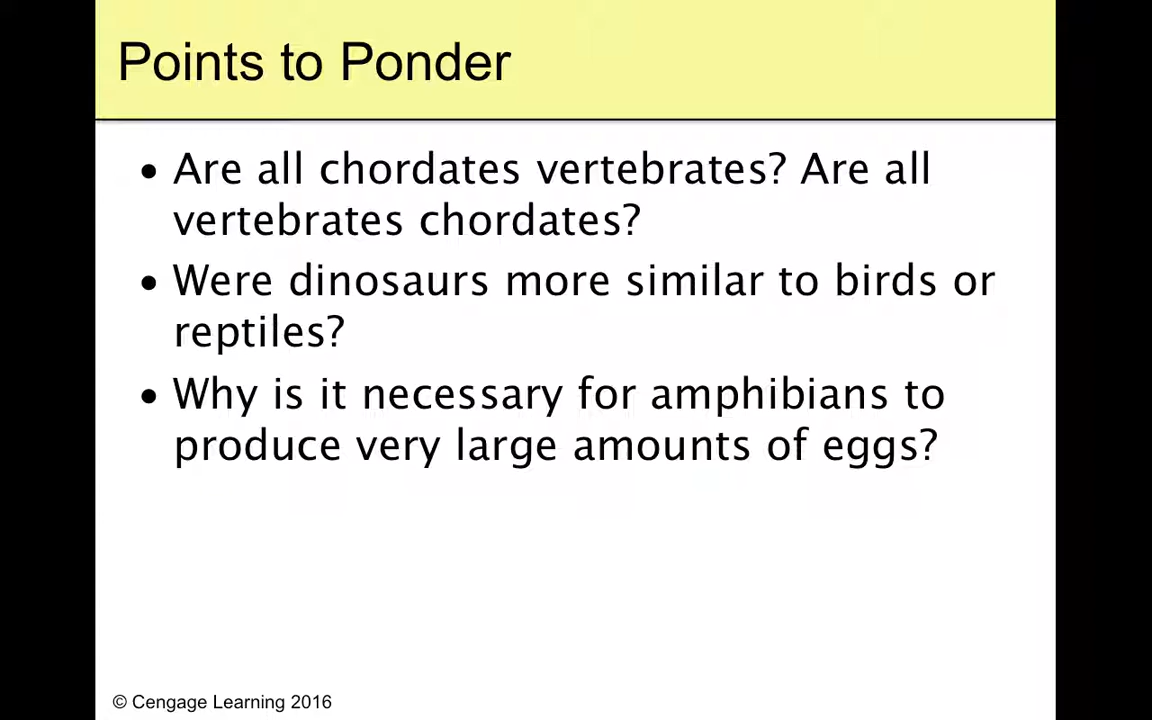 Points to Ponder
• Are all chordates vertebrates? Are all
vertebrates chordates?
• Were dinosaurs more similar to birds or
reptiles?
• Why is it necessary for amphibians to
produce very large amounts of eggs?
© Cengage Learning 2016